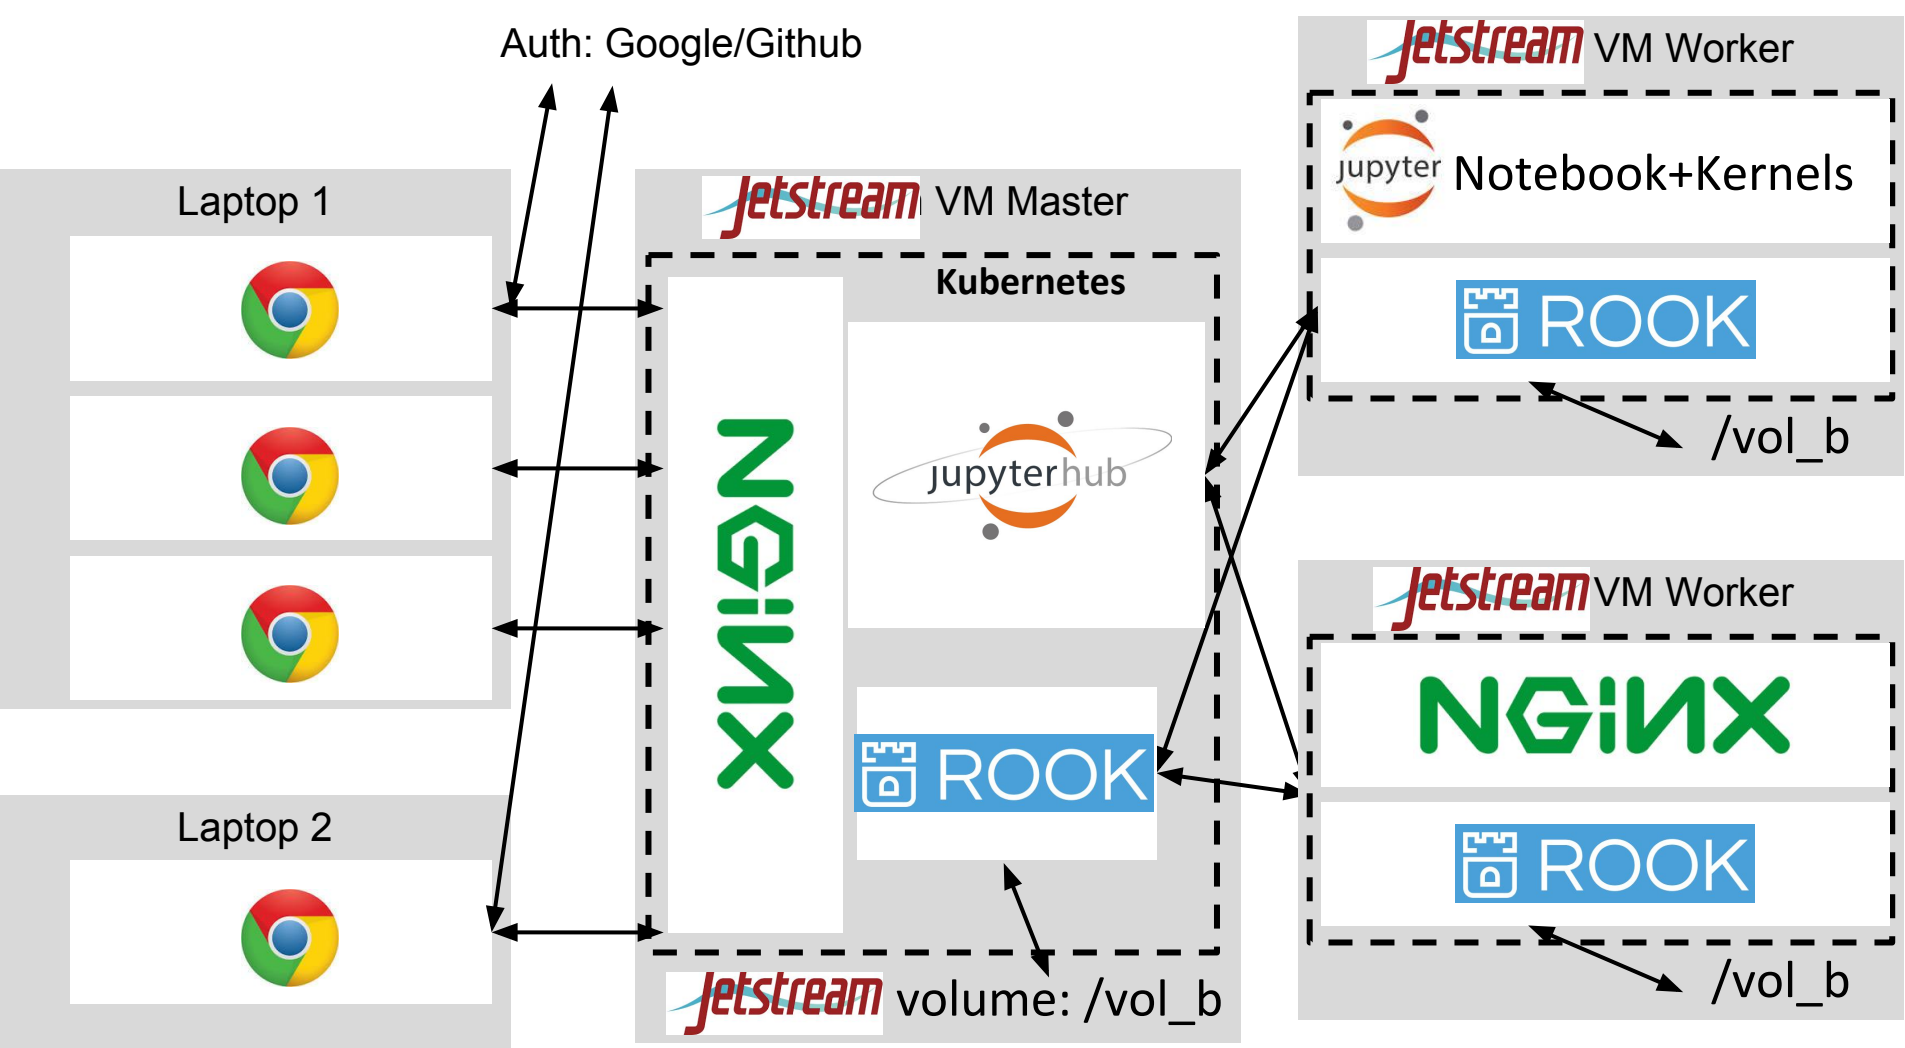 Auth: Google/Github
Laptop 1
Laptop 2
Jetstream VM Master
Kubernetes
NGINX
jupyterhub
ROOK
Jetstream volume: /vol_b
Jetstream VM Worker
jupyter Notebook+Kernels
ROOK
/vol_b
Jetstream VM Worker
NGINX
ROOK
/vol_b